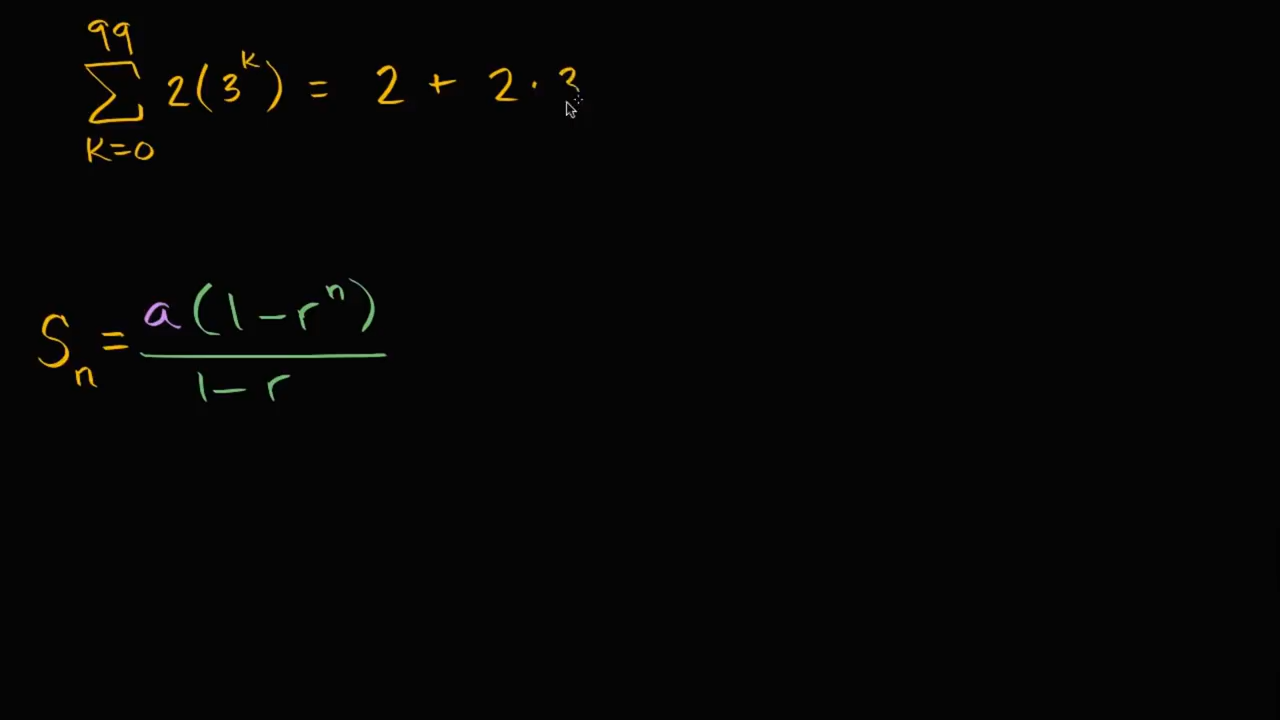 99
∑ 2(3^k) = 2 + 2 · 3
k=0
S_n = a(1 - r^n)
1 - r